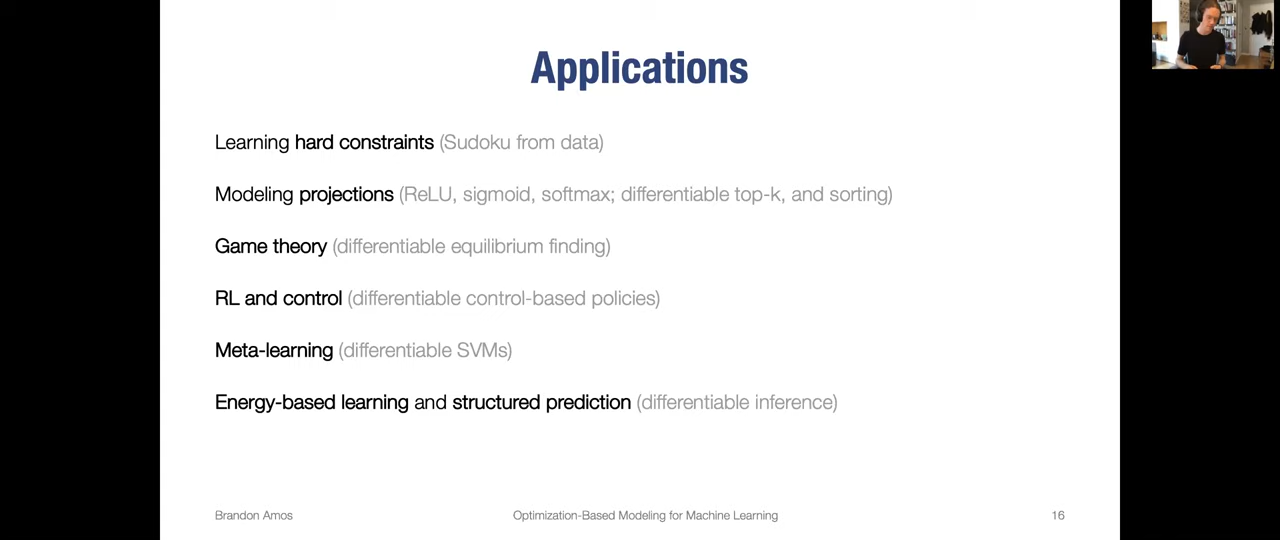 Applications
Learning hard constraints (Sudoku from data)
Modeling projections (ReLU, sigmoid, softmax; differentiable top-k, and sorting)
Game theory (differentiable equilibrium finding)
RL and control (differentiable control-based policies)
Meta-learning (differentiable SVMs)
Energy-based learning and structured prediction (differentiable inference)
Brandon Amos
Optimization-Based Modeling for Machine Learning
16